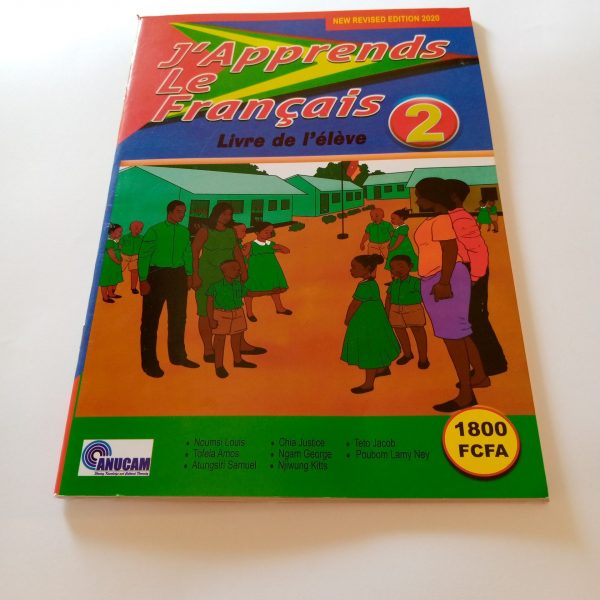 NEW REVISED EDITION 2020
J'Apprends
Le
Français 2
Livre de l'élève
• Noumsi Louis • Chia Justice • Teto Jacob
• Tofela Amos • Ngam George • Poubom Lamy Ney
• Atungsiri Samuel • Njiwung Kitts
1800
FCFA
ANUCAM